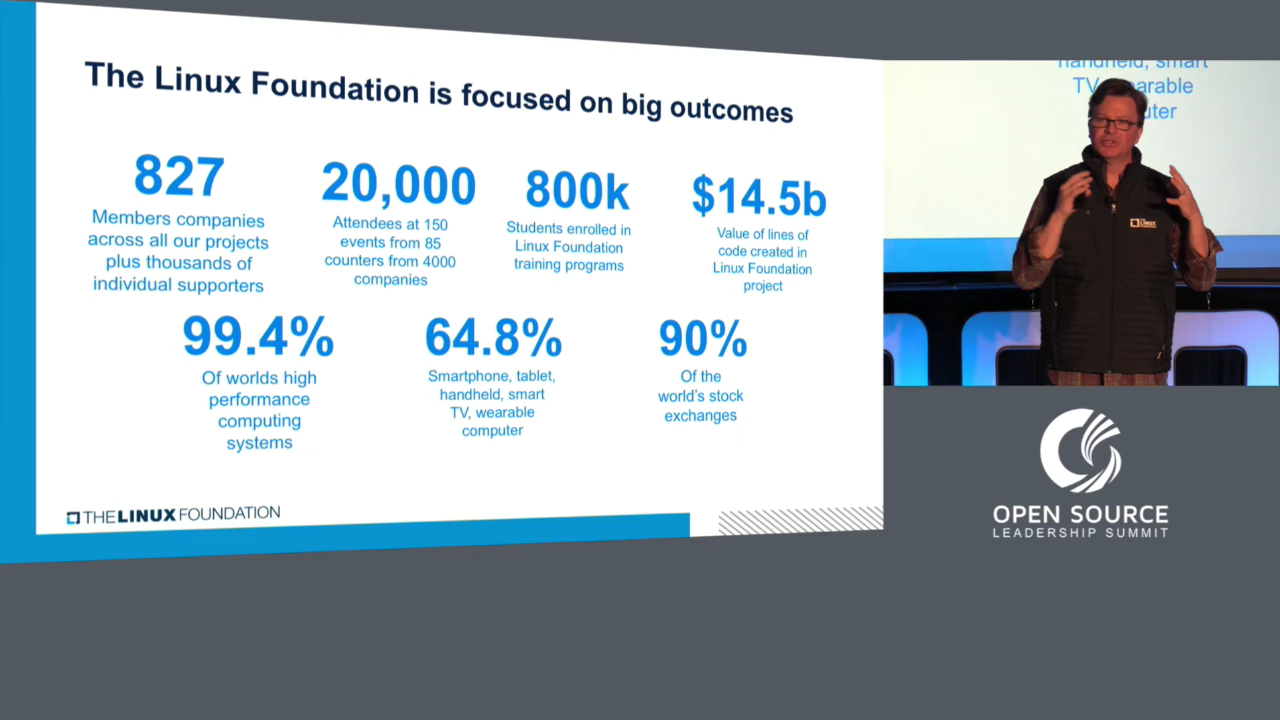 The Linux Foundation is focused on big outcomes
827
Members companies
across all our projects
plus thousands of
individual supporters
20,000
Attendees at 150
events from 85
counters from 4000
companies
800k
Students enrolled in
Linux Foundation
training programs
$14.5b
Value of lines of
code created in
Linux Foundation
project
99.4%
Of worlds high
performance
computing
systems
64.8%
Smartphone, tablet,
handheld, smart
TV, wearable
computer
90%
Of the
world's stock
exchanges
THE LINUX FOUNDATION
handheld, smart
LINUX
OPEN SOURCE
LEADERSHIP SUMMIT